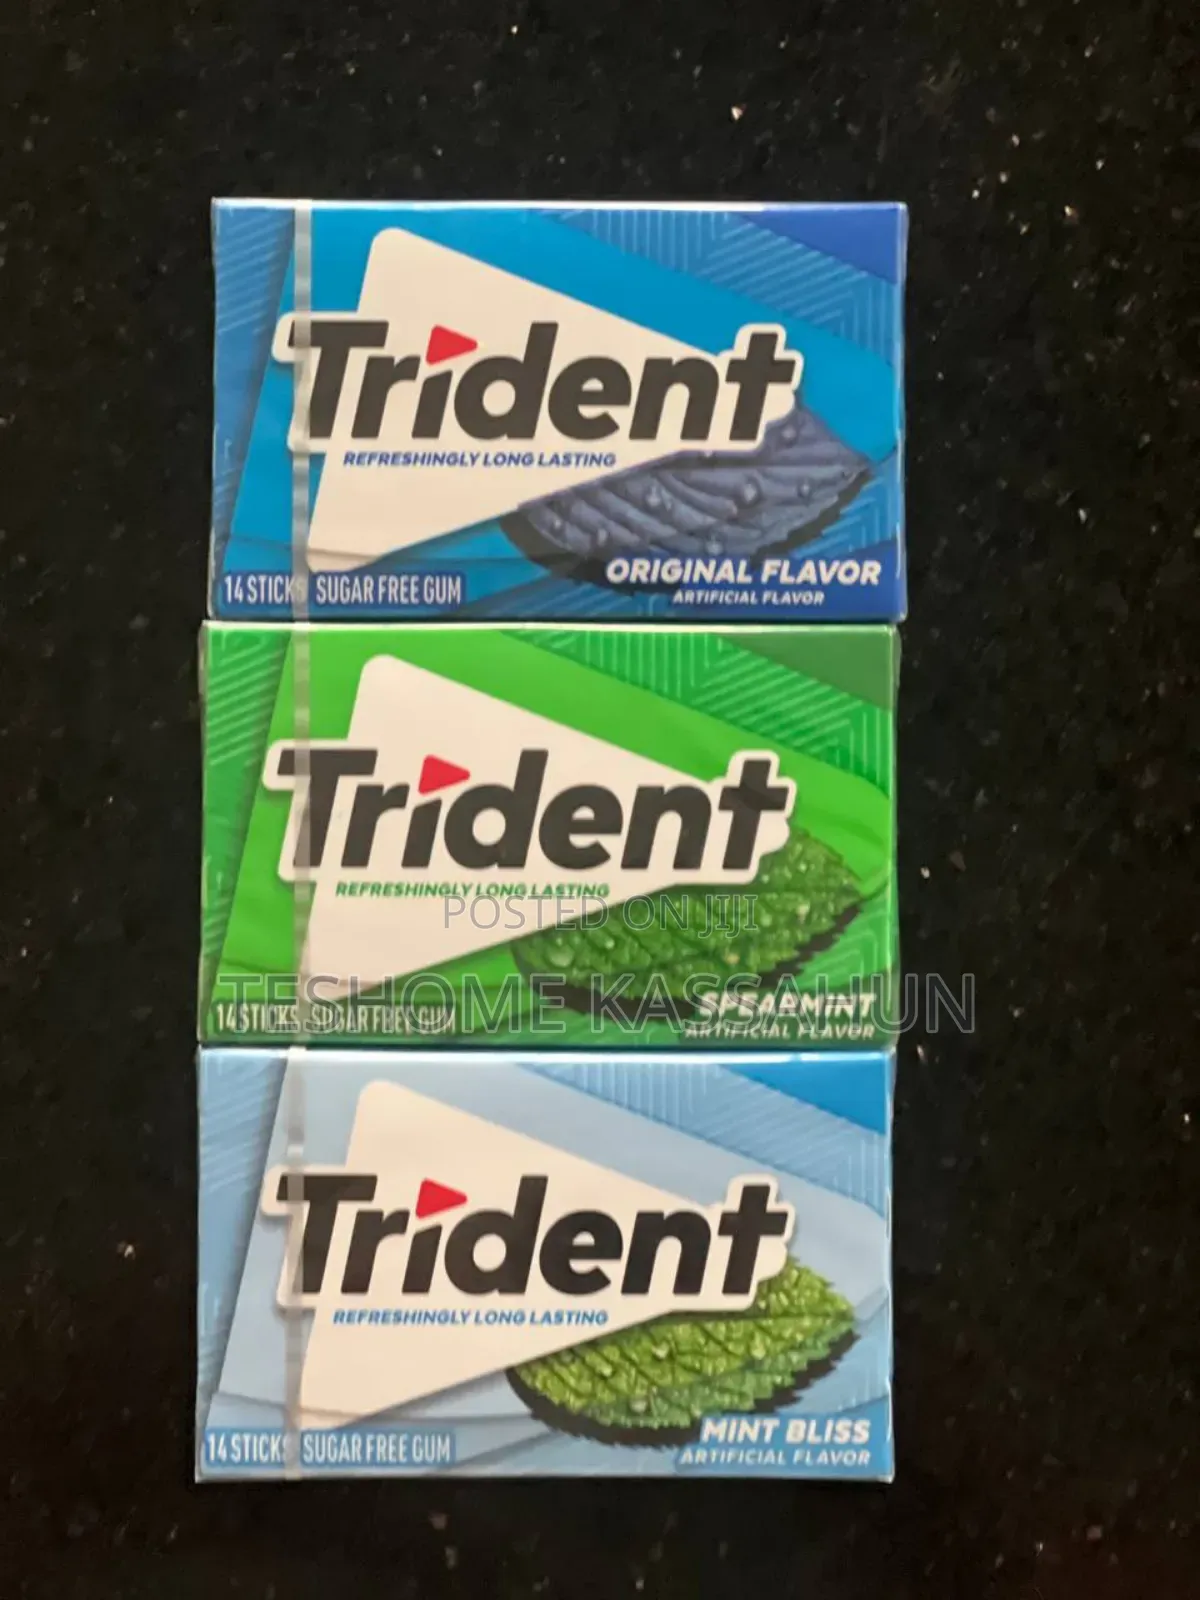 Trident
REFRESHINGLY LONG LASTING
ORIGINAL FLAVOR
ARTIFICIAL FLAVOR
14 STICKS SUGAR FREE GUM
Trident
REFRESHINGLY LONG LASTING
POSTED ON JIJI
TESHOME KASSAHUN
SPEARMINT
ARTIFICIAL FLAVOR
14 STICKS SUGAR FREE GUM
Trident
REFRESHINGLY LONG LASTING
MINT BLISS
ARTIFICIAL FLAVOR
14 STICKS SUGAR FREE GUM